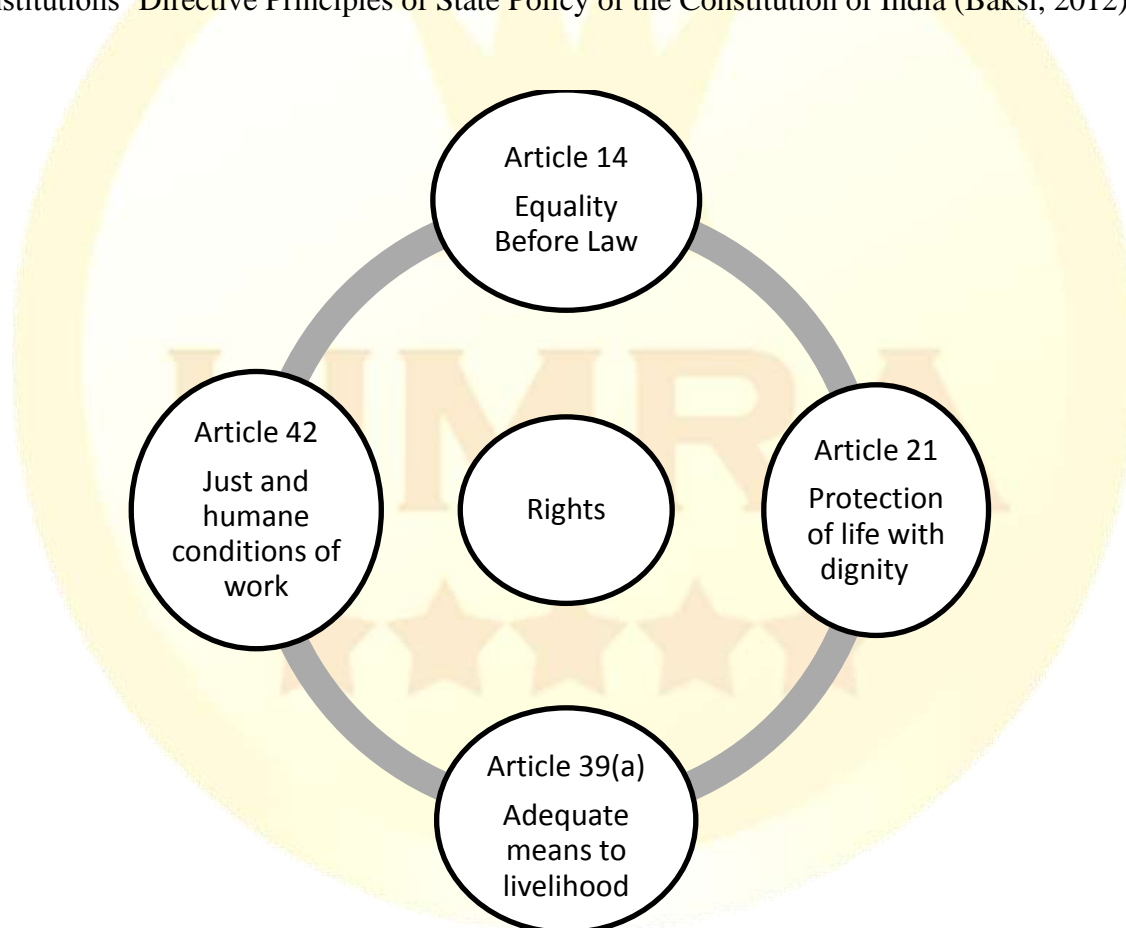 Directive Principles of State Policy of the Constitution of India (Baksi, 2012)
Article 14
Equality
Before Law
Article 42
Just and
humane
conditions of
work
Rights
Article 21
Protection
of life with
dignity
Article 39(a)
Adequate
means to
livelihood